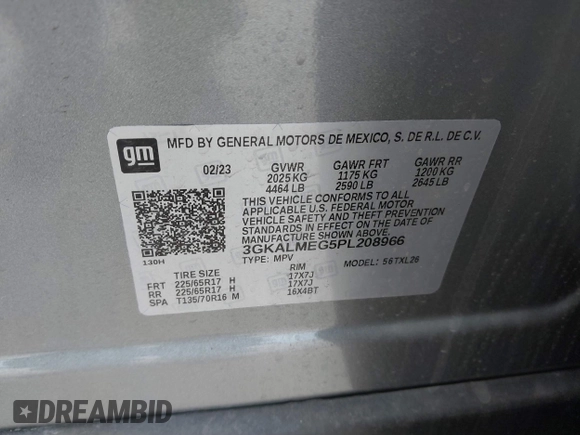 gm
MFD BY GENERAL MOTORS DE MEXICO, S. DE R.L. DE C.V.
02/23 GVWR GAWR FRT GAWR RR
2025 KG 1175 KG 1200 KG
4464 LB 2590 LB 2645 LB
THIS VEHICLE CONFORMS TO ALL
APPLICABLE U.S. FEDERAL MOTOR
VEHICLE SAFETY AND THEFT PREVENTION
STANDARDS IN EFFECT ON THE DATE OF
MANUFACTURE SHOWN ABOVE.
3GKALMEG5PL208966
130H
TYPE: MPV MODEL: 56TXL26
TIRE SIZE RIM
FRT 225/65R17 H 17X7J
RR 225/65R17 H 17X7J
SPA T135/70R16 M 16X4BT
DREAMBID